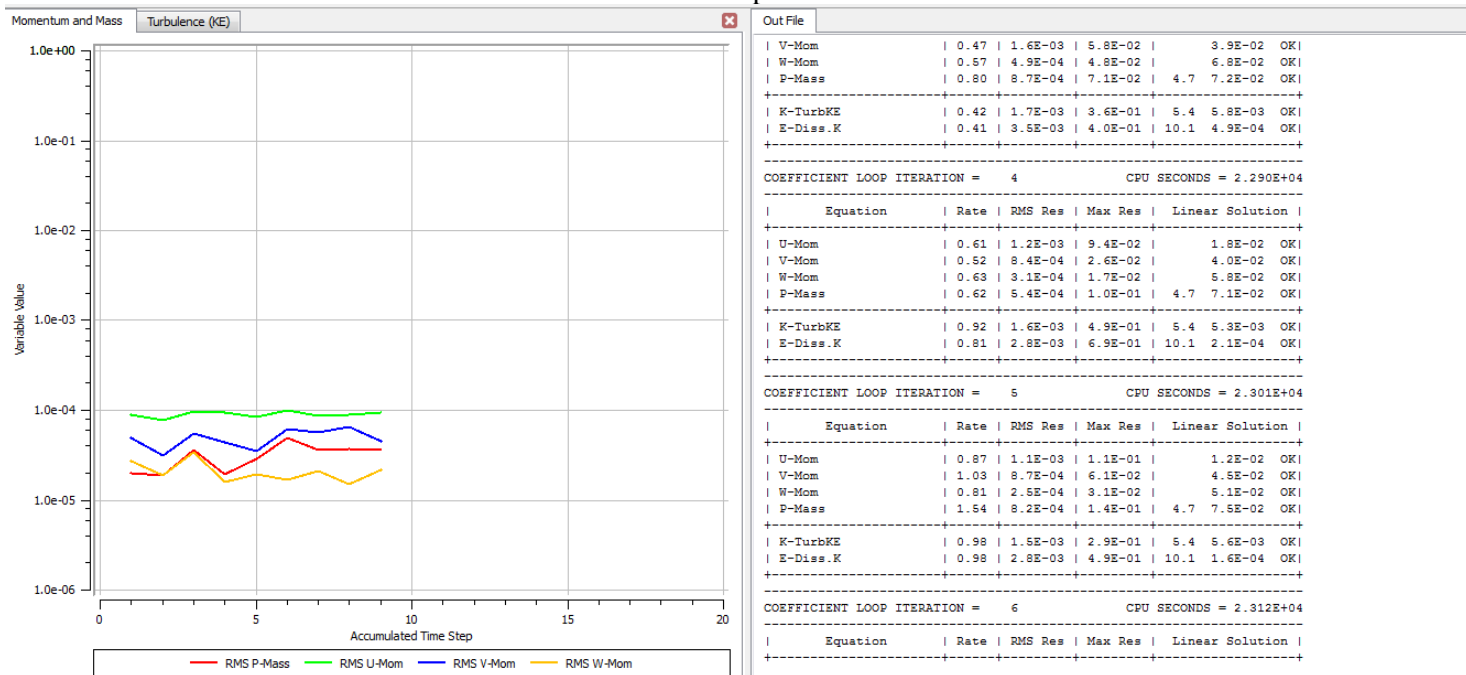 Momentum and Mass
Turbulence (KE)
1.0e+00
1.0e-01
1.0e-02
1.0e-03
1.0e-04
1.0e-05
1.0e-06
Variable Value
0 5 10 15 20
Accumulated Time Step
RMS P-Mass RMS U-Mom RMS V-Mom RMS W-Mom
Out File
| V-Mom | 0.47 | 1.6E-03 | 5.8E-02 | 3.9E-02 OK|
| W-Mom | 0.57 | 4.9E-04 | 4.8E-02 | 6.8E-02 OK|
| P-Mass | 0.80 | 8.7E-04 | 7.1E-02 | 4.7 7.2E-02 OK|
+----------------------+------+---------+---------+------------------+
| K-TurbKE | 0.42 | 1.7E-03 | 3.6E-01 | 5.4 5.8E-03 OK|
| E-Diss.K | 0.41 | 3.5E-03 | 4.0E-01 | 10.1 4.9E-04 OK|
+----------------------+------+---------+---------+------------------+
----------------------------------------------------------------------
COEFFICIENT LOOP ITERATION = 4 CPU SECONDS = 2.290E+04
----------------------------------------------------------------------
| Equation | Rate | RMS Res | Max Res | Linear Solution |
+----------------------+------+---------+---------+------------------+
| U-Mom | 0.61 | 1.2E-03 | 9.4E-02 | 1.8E-02 OK|
| V-Mom | 0.52 | 8.4E-04 | 2.6E-02 | 4.0E-02 OK|
| W-Mom | 0.63 | 3.1E-04 | 1.7E-02 | 5.8E-02 OK|
| P-Mass | 0.62 | 5.4E-04 | 1.0E-01 | 4.7 7.1E-02 OK|
+----------------------+------+---------+---------+------------------+
| K-TurbKE | 0.92 | 1.6E-03 | 4.9E-01 | 5.4 5.3E-03 OK|
| E-Diss.K | 0.81 | 2.8E-03 | 6.9E-01 | 10.1 2.1E-04 OK|
+----------------------+------+---------+---------+------------------+
----------------------------------------------------------------------
COEFFICIENT LOOP ITERATION = 5 CPU SECONDS = 2.301E+04
----------------------------------------------------------------------
| Equation | Rate | RMS Res | Max Res | Linear Solution |
+----------------------+------+---------+---------+------------------+
| U-Mom | 0.87 | 1.1E-03 | 1.1E-01 | 1.2E-02 OK|
| V-Mom | 1.03 | 8.7E-04 | 6.1E-02 | 4.5E-02 OK|
| W-Mom | 0.81 | 2.5E-04 | 3.1E-02 | 5.1E-02 OK|
| P-Mass | 1.54 | 8.2E-04 | 1.4E-01 | 4.7 7.5E-02 OK|
+----------------------+------+---------+---------+------------------+
| K-TurbKE | 0.98 | 1.5E-03 | 2.9E-01 | 5.4 5.6E-03 OK|
| E-Diss.K | 0.98 | 2.8E-03 | 4.9E-01 | 10.1 1.6E-04 OK|
+----------------------+------+---------+---------+------------------+
----------------------------------------------------------------------
COEFFICIENT LOOP ITERATION = 6 CPU SECONDS = 2.312E+04
----------------------------------------------------------------------
| Equation | Rate | RMS Res | Max Res | Linear Solution |
+----------------------+------+---------+---------+------------------+